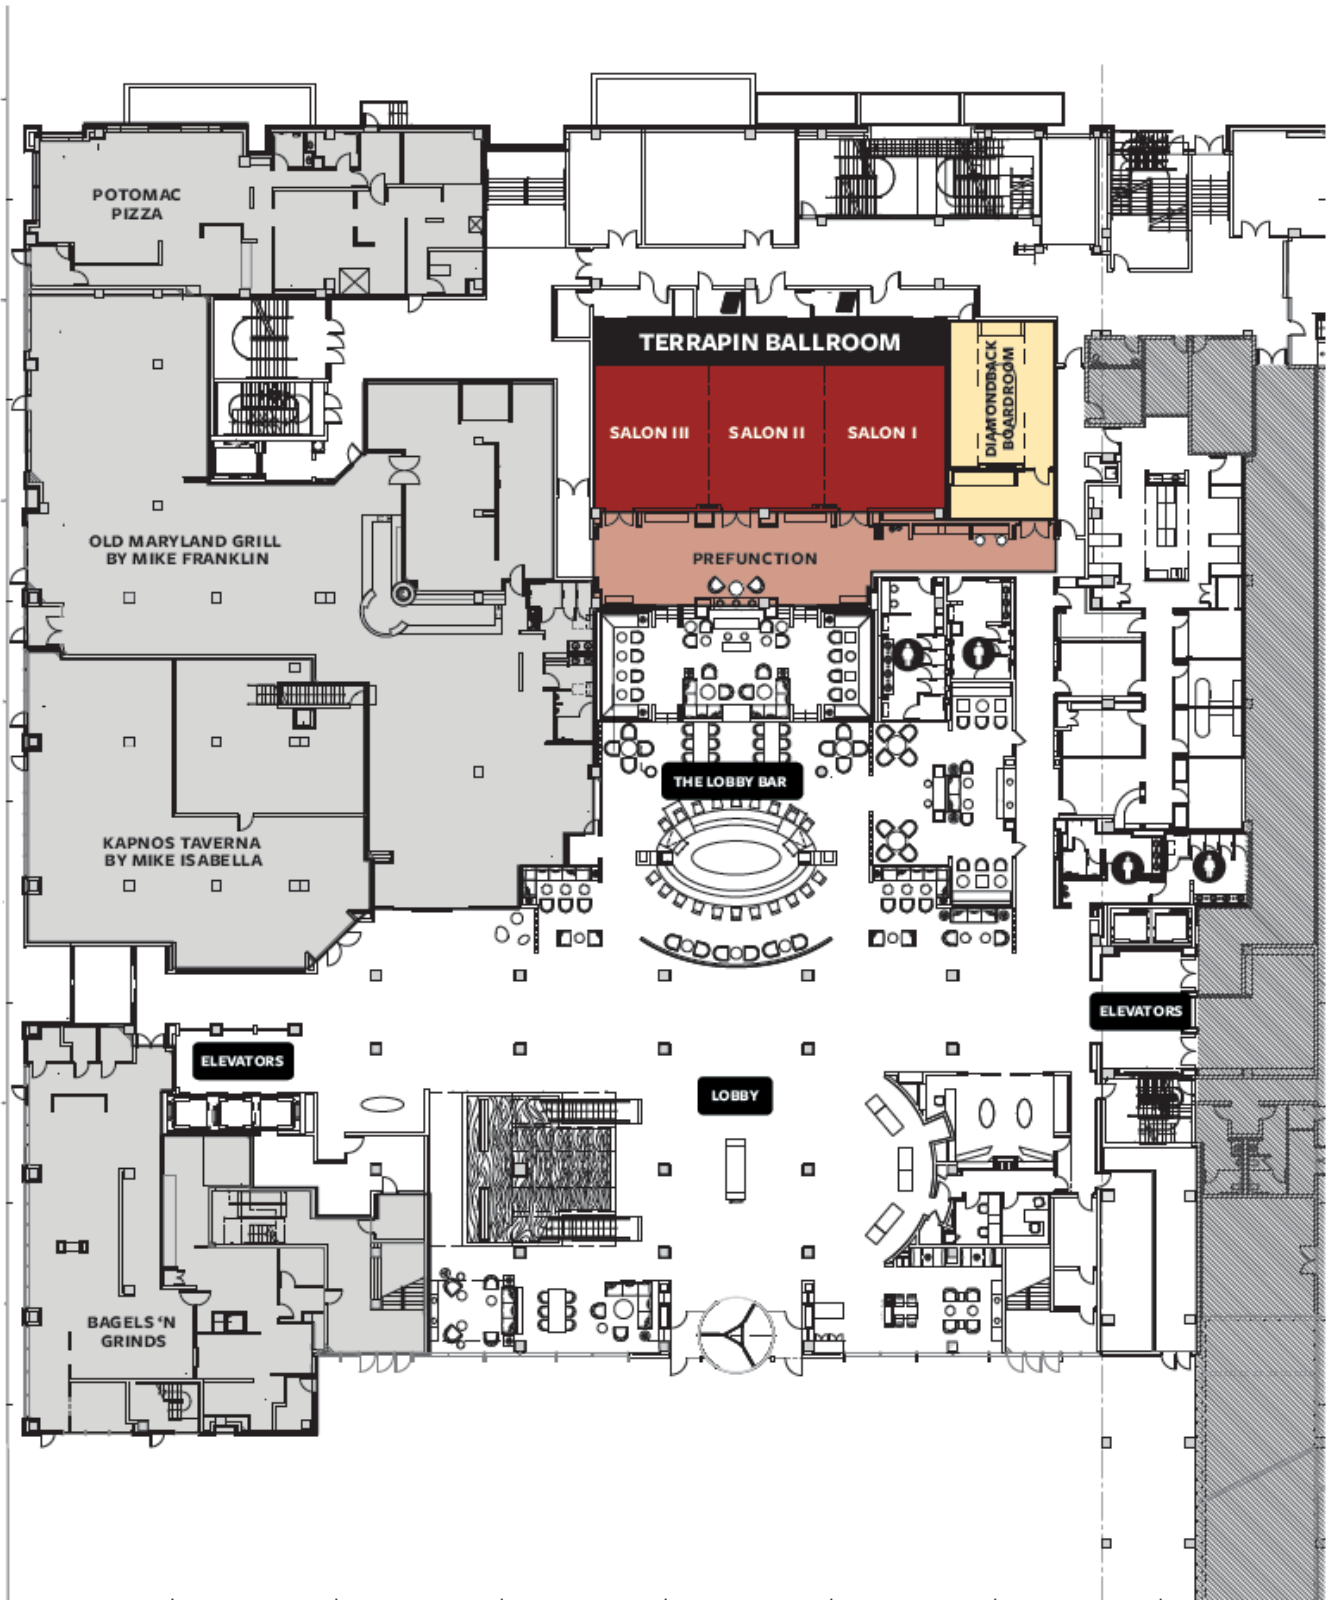 POTOMAC
PIZZA
TERRAPIN BALLROOM
DIAMONDBACK
BOARDROOM
SALON III
SALON II
SALON I
OLD MARYLAND GRILL
BY MIKE FRANKLIN
PREFUNCTION
THE LOBBY BAR
KAPNOS TAVERNA
BY MIKE ISABELLA
ELEVATORS
ELEVATORS
LOBBY
BAGELS ‘N
GRINDS